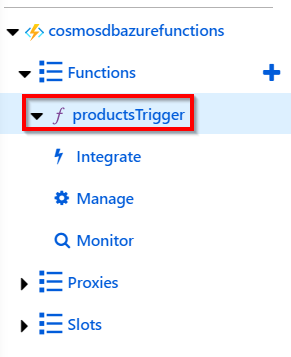 cosmosdbazurefunctions
Functions
productsTrigger
Integrate
Manage
Monitor
Proxies
Slots